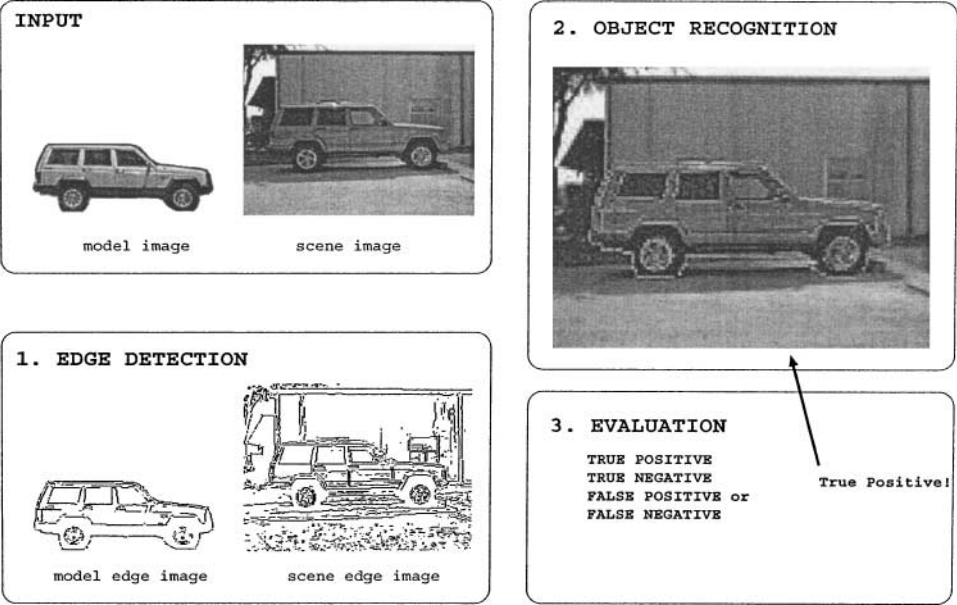 INPUT
model image
scene image
1. EDGE DETECTION
model edge image
scene edge image
2. OBJECT RECOGNITION
3. EVALUATION
TRUE POSITIVE
TRUE NEGATIVE
FALSE POSITIVE or
FALSE NEGATIVE
True Positive!